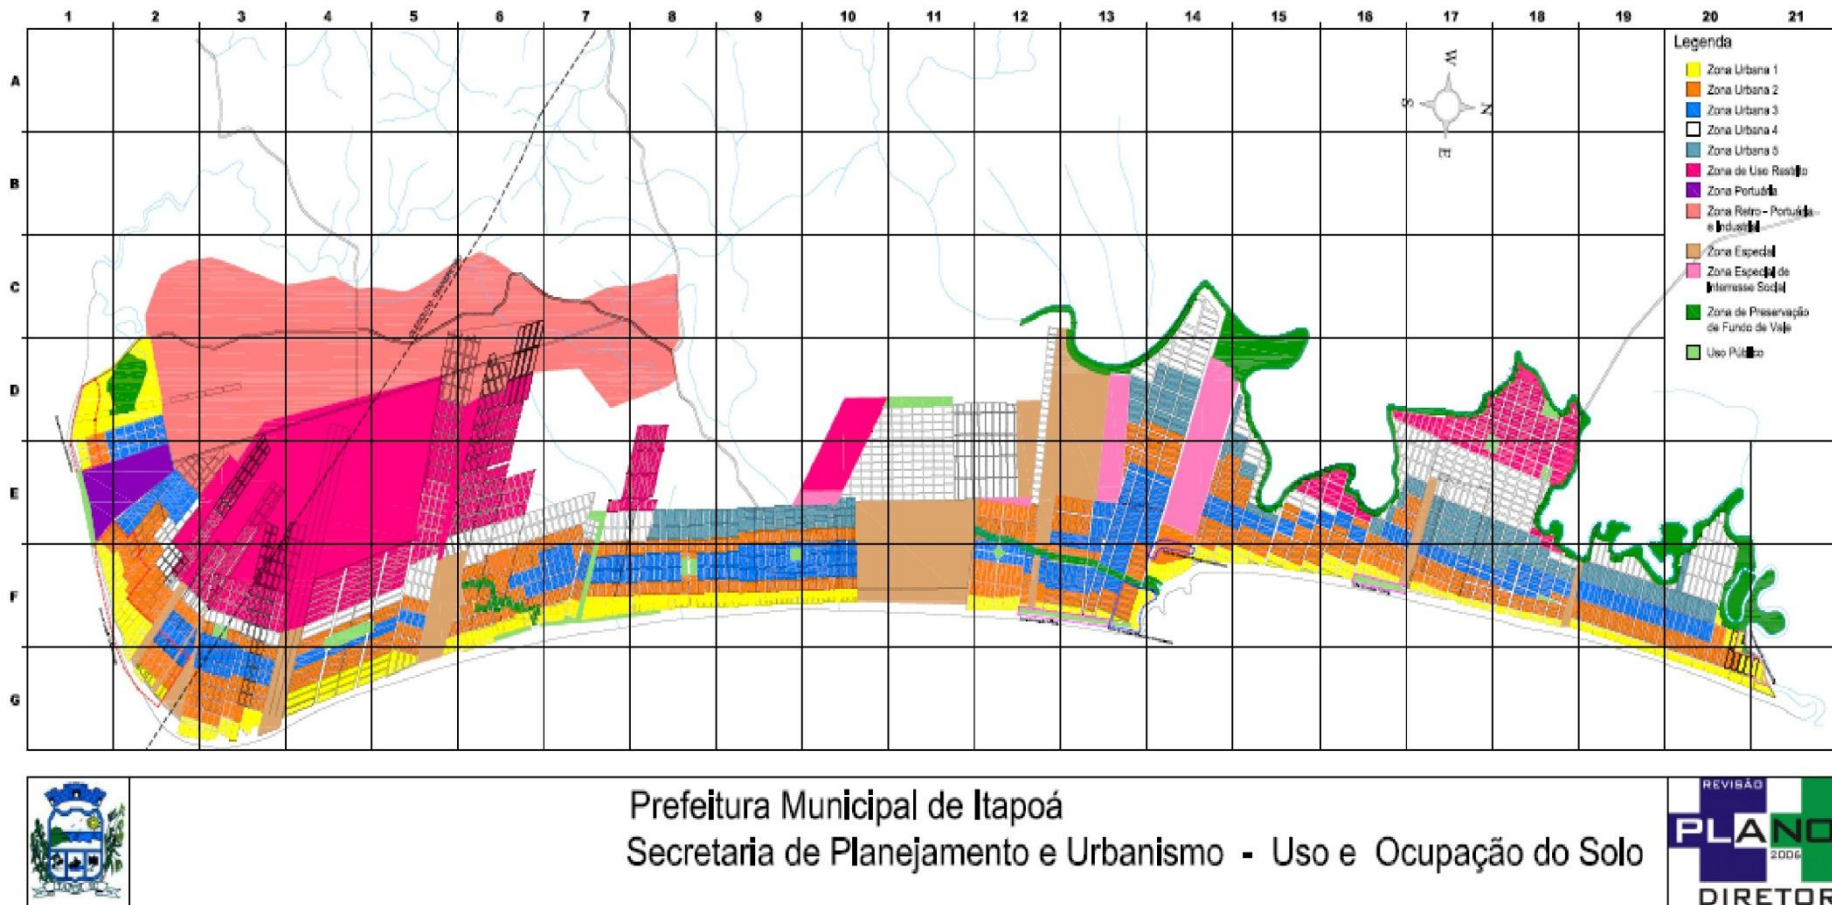 1 2 3 4 5 6 7 8 9 10 11 12 13 14 15 16 17 18 19 20 21
A
B
C
D
E
F
G
W
S N
E
Legenda
Zona Urbana 1
Zona Urbana 2
Zona Urbana 3
Zona Urbana 4
Zona Urbana 5
Zona de Uso Restrito
Zona Portuária
Zona Retro - Portuária
e Industrial
Zona Especial
Zona Especial de
Interresse Social
Zona de Preservação
de Fundo de Vale
Uso Público
Prefeitura Municipal de Itapoá
Secretaria de Planejamento e Urbanismo - Uso e Ocupação do Solo
REVISÃO
PLANO
2006
DIRETOR